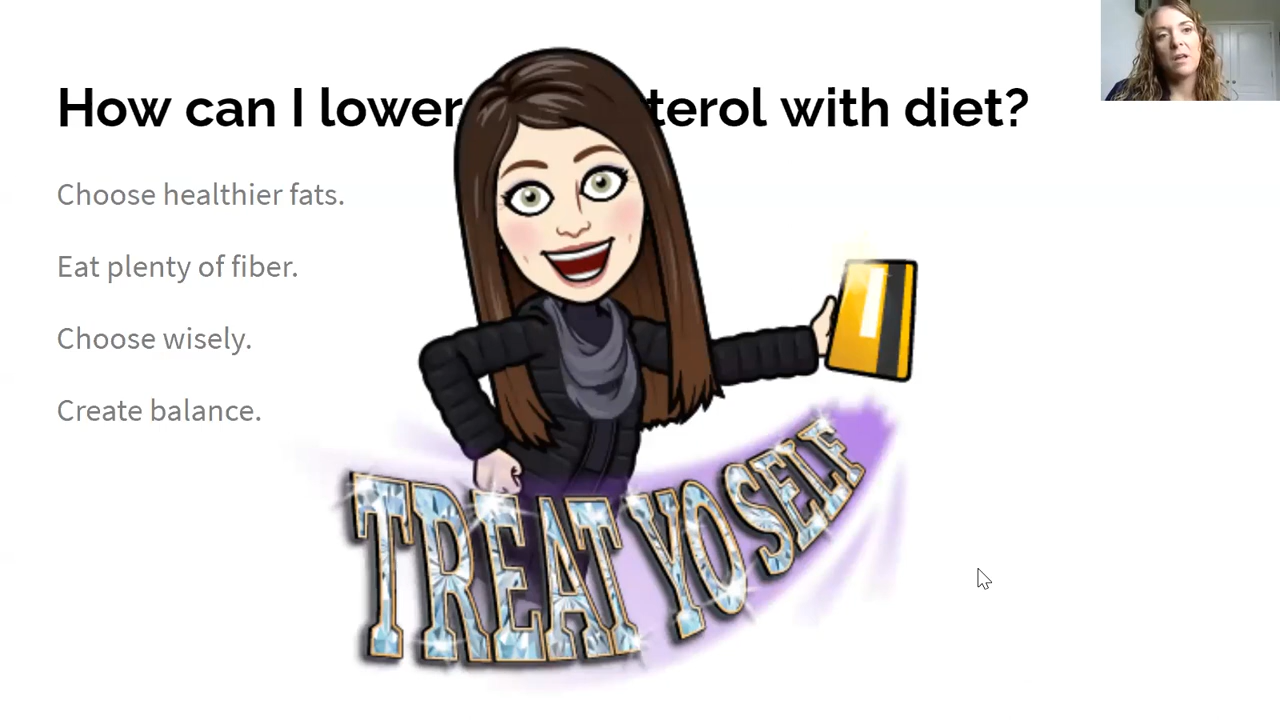 How can I lower terol with diet?
Choose healthier fats.
Eat plenty of fiber.
Choose wisely.
Create balance.
TREAT YO SELF